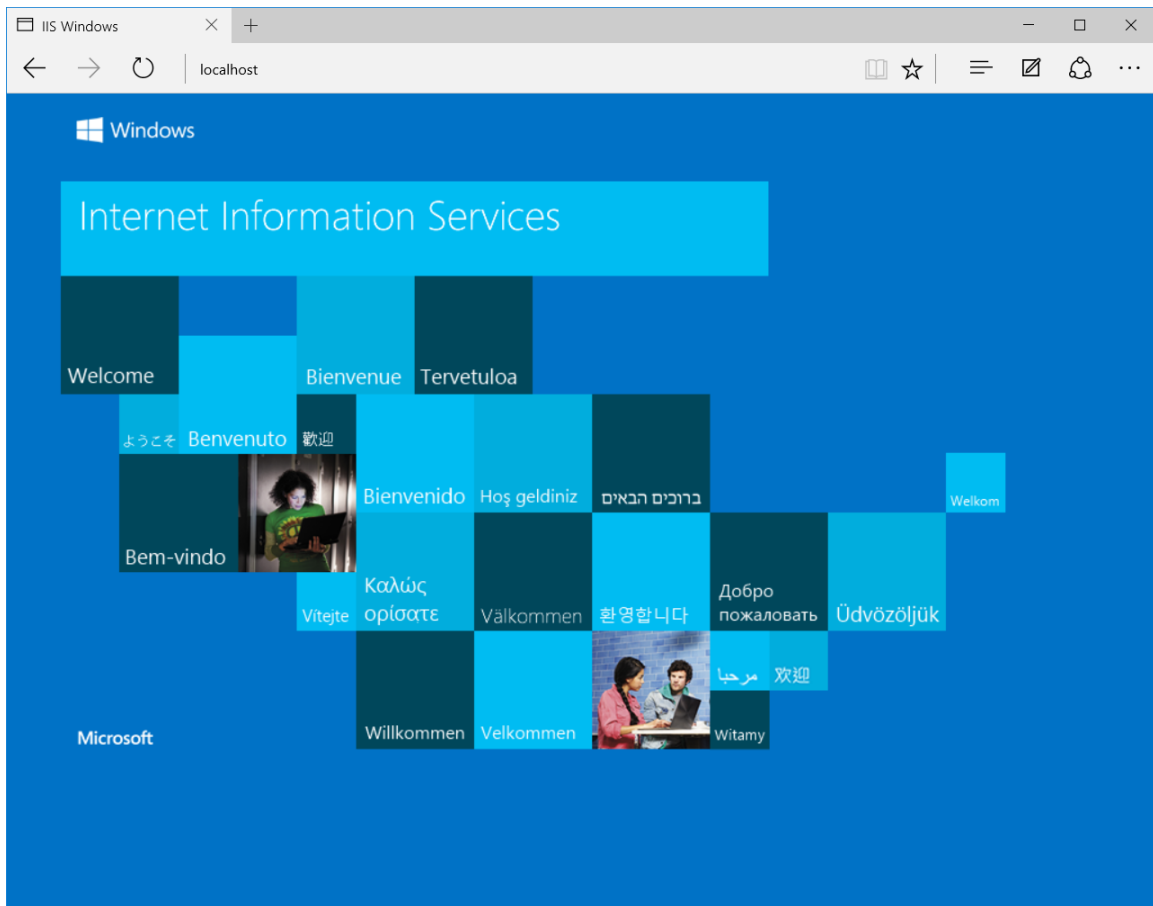 IIS Windows
localhost
Windows
Internet Information Services
Welcome
Bienvenue
Tervetuloa
ようこそ
Benvenuto
歡迎
Bienvenido
Hoş geldiniz
ברוכים הבאים
Welkom
Bem-vindo
Vítejte
Καλώς
ορίσατε
Välkommen
환영합니다
Добро
пожаловать
Üdvözöljük
مرحبا
欢迎
Microsoft
Willkommen
Velkommen
Witamy